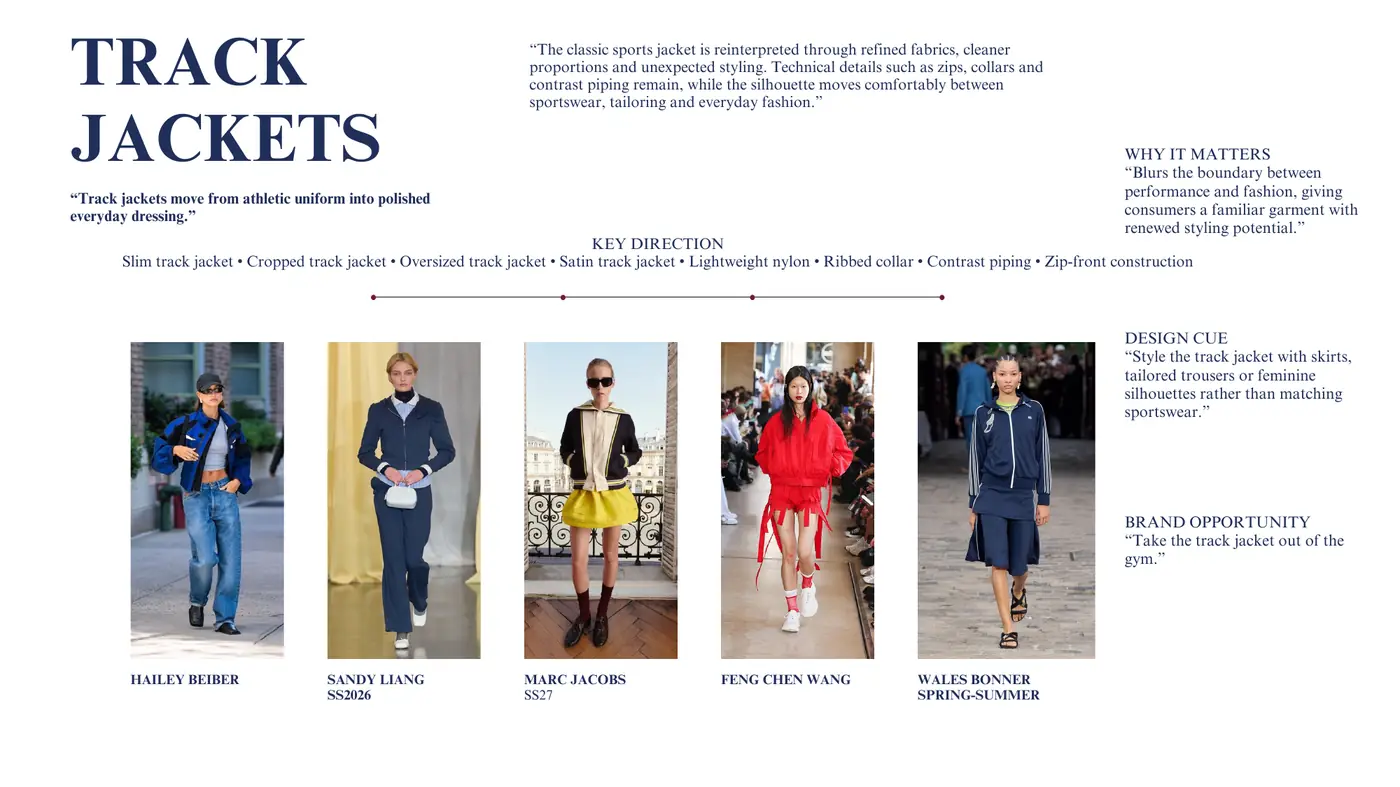 TRACK
JACKETS
“Track jackets move from athletic uniform into polished
everyday dressing.”
“The classic sports jacket is reinterpreted through refined fabrics, cleaner
proportions and unexpected styling. Technical details such as zips, collars and
contrast piping remain, while the silhouette moves comfortably between
sportswear, tailoring and everyday fashion.”
WHY IT MATTERS
“Blurs the boundary between
performance and fashion, giving
consumers a familiar garment with
renewed styling potential.”
KEY DIRECTION
Slim track jacket • Cropped track jacket • Oversized track jacket • Satin track jacket • Lightweight nylon • Ribbed collar • Contrast piping • Zip-front construction
DESIGN CUE
“Style the track jacket with skirts,
tailored trousers or feminine
silhouettes rather than matching
sportswear.”
BRAND OPPORTUNITY
“Take the track jacket out of the
gym.”
HAILEY BEIBER
SANDY LIANG
SS2026
MARC JACOBS
SS27
FENG CHEN WANG
WALES BONNER
SPRING-SUMMER